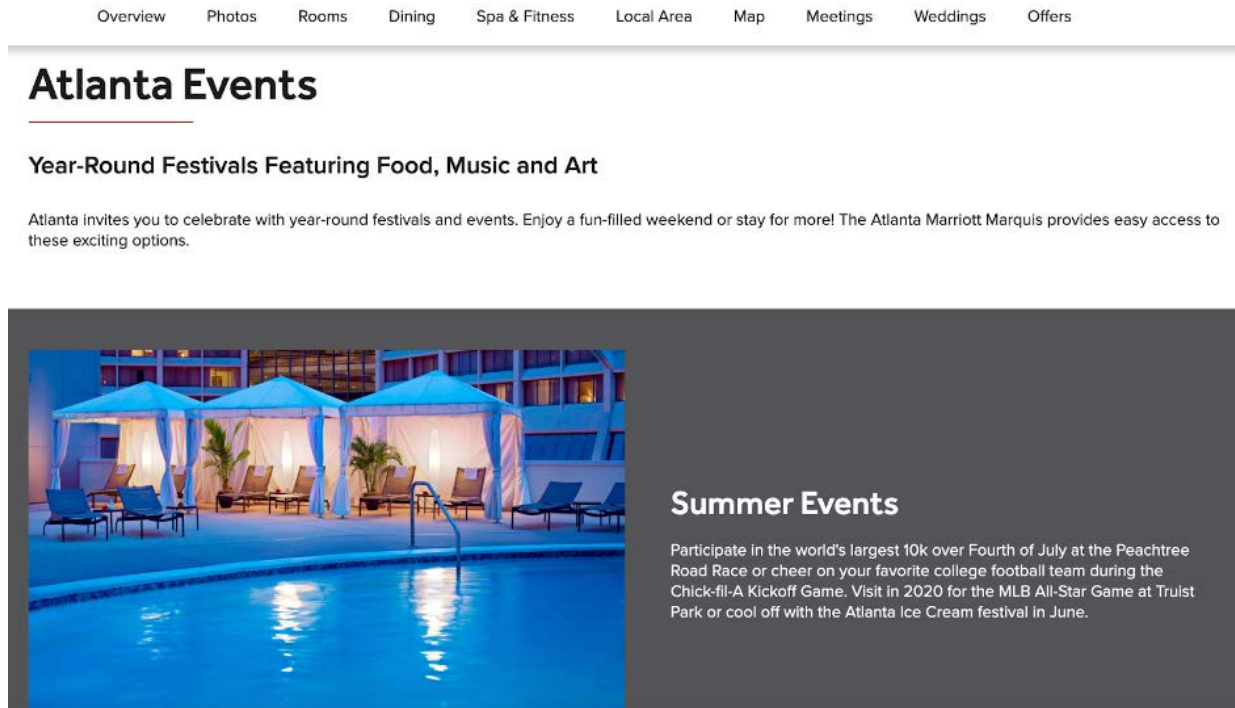 Overview Photos Rooms Dining Spa & Fitness Local Area Map Meetings Weddings Offers
Atlanta Events
Year-Round Festivals Featuring Food, Music and Art
Atlanta invites you to celebrate with year-round festivals and events. Enjoy a fun-filled weekend or stay for more! The Atlanta Marriott Marquis provides easy access to
these exciting options.
Summer Events
Participate in the world's largest 10k over Fourth of July at the Peachtree
Road Race or cheer on your favorite college football team during the
Chick-fil-A Kickoff Game. Visit in 2020 for the MLB All-Star Game at Truist
Park or cool off with the Atlanta Ice Cream festival in June.